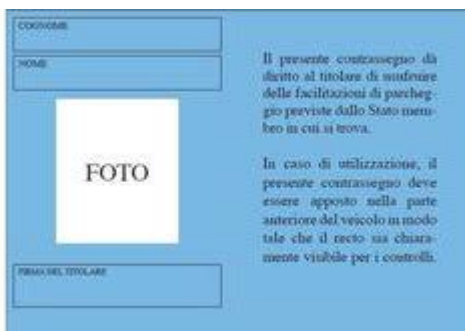 COGNOME
NOME
FOTO
FIRMA DEL TITOLARE
Il presente contrassegno dà
diritto al titolare di usufruire
delle facilitazioni di parcheg-
gio previste dallo Stato mem-
bro in cui si trova.
In caso di utilizzazione, il
presente contrassegno deve
essere apposto nella parte
anteriore del veicolo in modo
tale che il recto sia chiara-
mente visibile per i controlli.